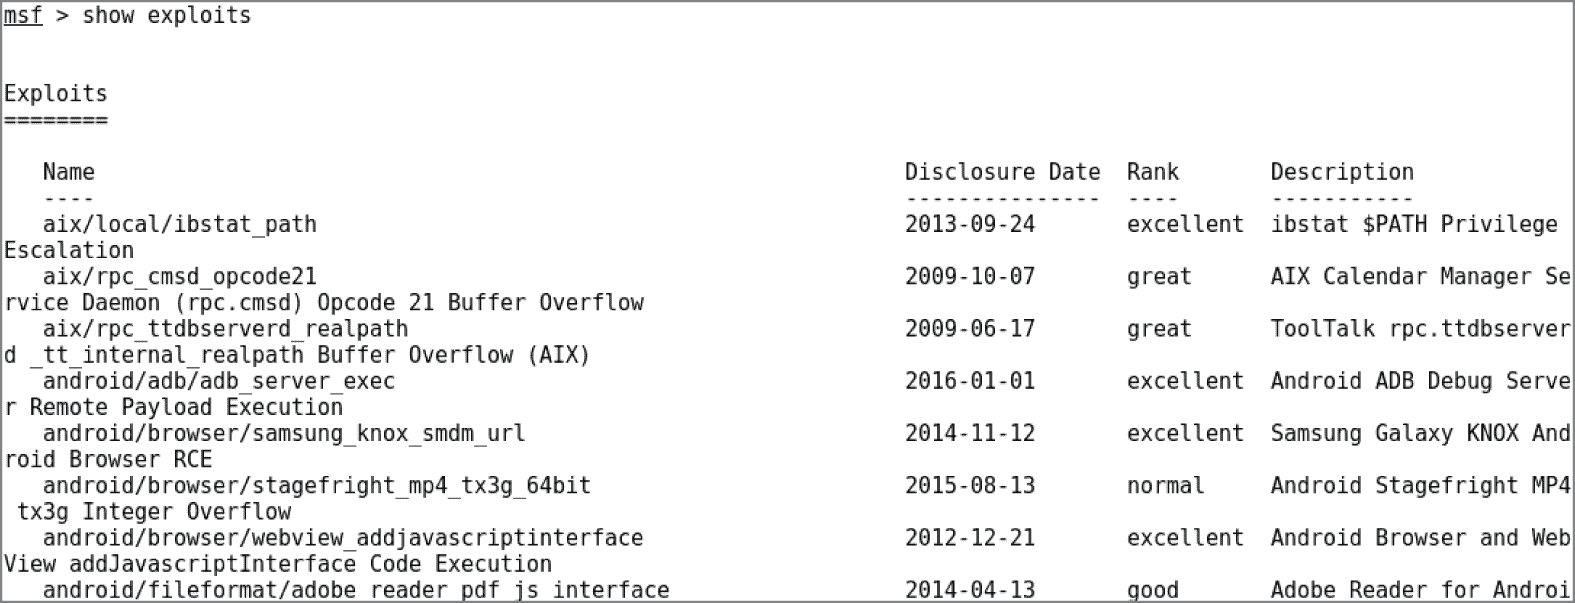 msf > show exploits
Exploits
========
   Name                                                               Disclosure Date  Rank       Description
   ----                                                               ---------------  ----       -----------
   aix/local/ibstat_path                                              2013-09-24       excellent  ibstat $PATH Privilege
Escalation
   aix/rpc_cmsd_opcode21                                              2009-10-07       great      AIX Calendar Manager Se
rvice Daemon (rpc.cmsd) Opcode 21 Buffer Overflow
   aix/rpc_ttdbserverd_realpath                                       2009-06-17       great      ToolTalk rpc.ttdbserver
d _tt_internal_realpath Buffer Overflow (AIX)
   android/adb/adb_server_exec                                        2016-01-01       excellent  Android ADB Debug Serve
r Remote Payload Execution
   android/browser/samsung_knox_smdm_url                              2014-11-12       excellent  Samsung Galaxy KNOX And
roid Browser RCE
   android/browser/stagefright_mp4_tx3g_64bit                         2015-08-13       normal     Android Stagefright MP4
 tx3g Integer Overflow
   android/browser/webview_addjavascriptinterface                     2012-12-21       excellent  Android Browser and Web
View addJavascriptInterface Code Execution
   android/fileformat/adobe_reader_pdf_js_interface                   2014-04-13       good       Adobe Reader for Androi